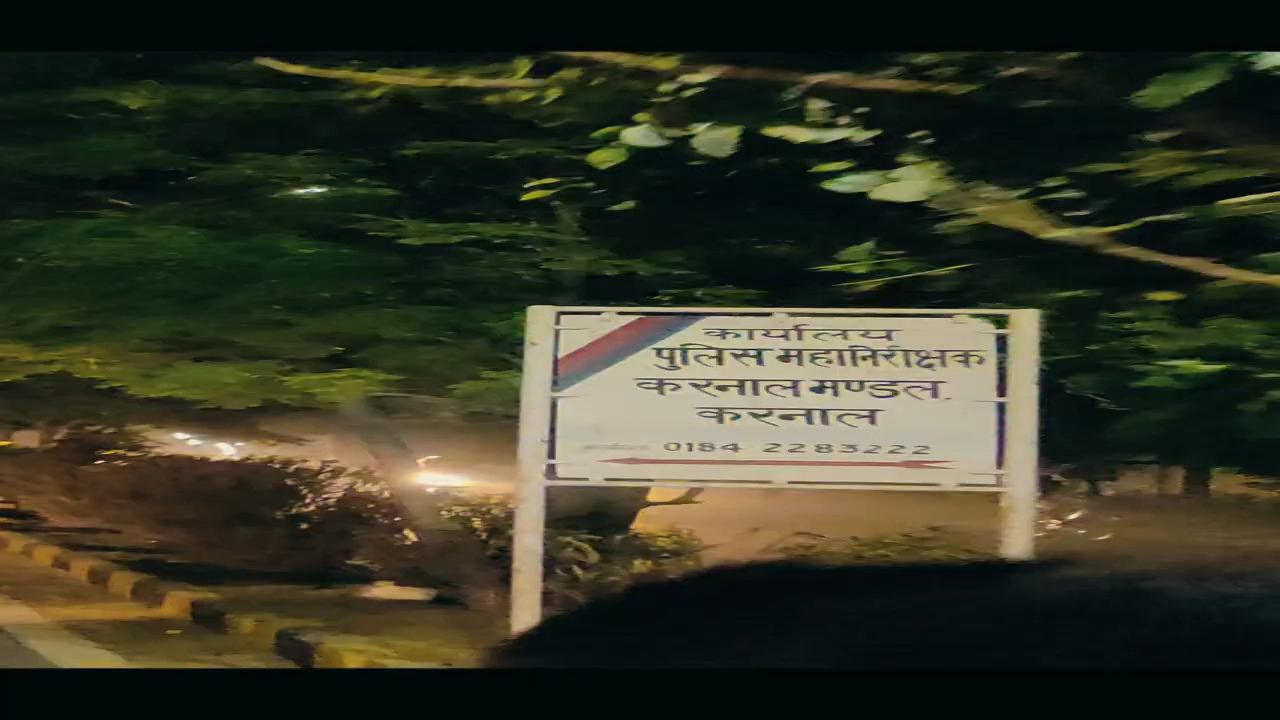 कार्यालय
पुलिस महानिरीक्षक
करनाल मण्डल,
करनाल
0184 2283222